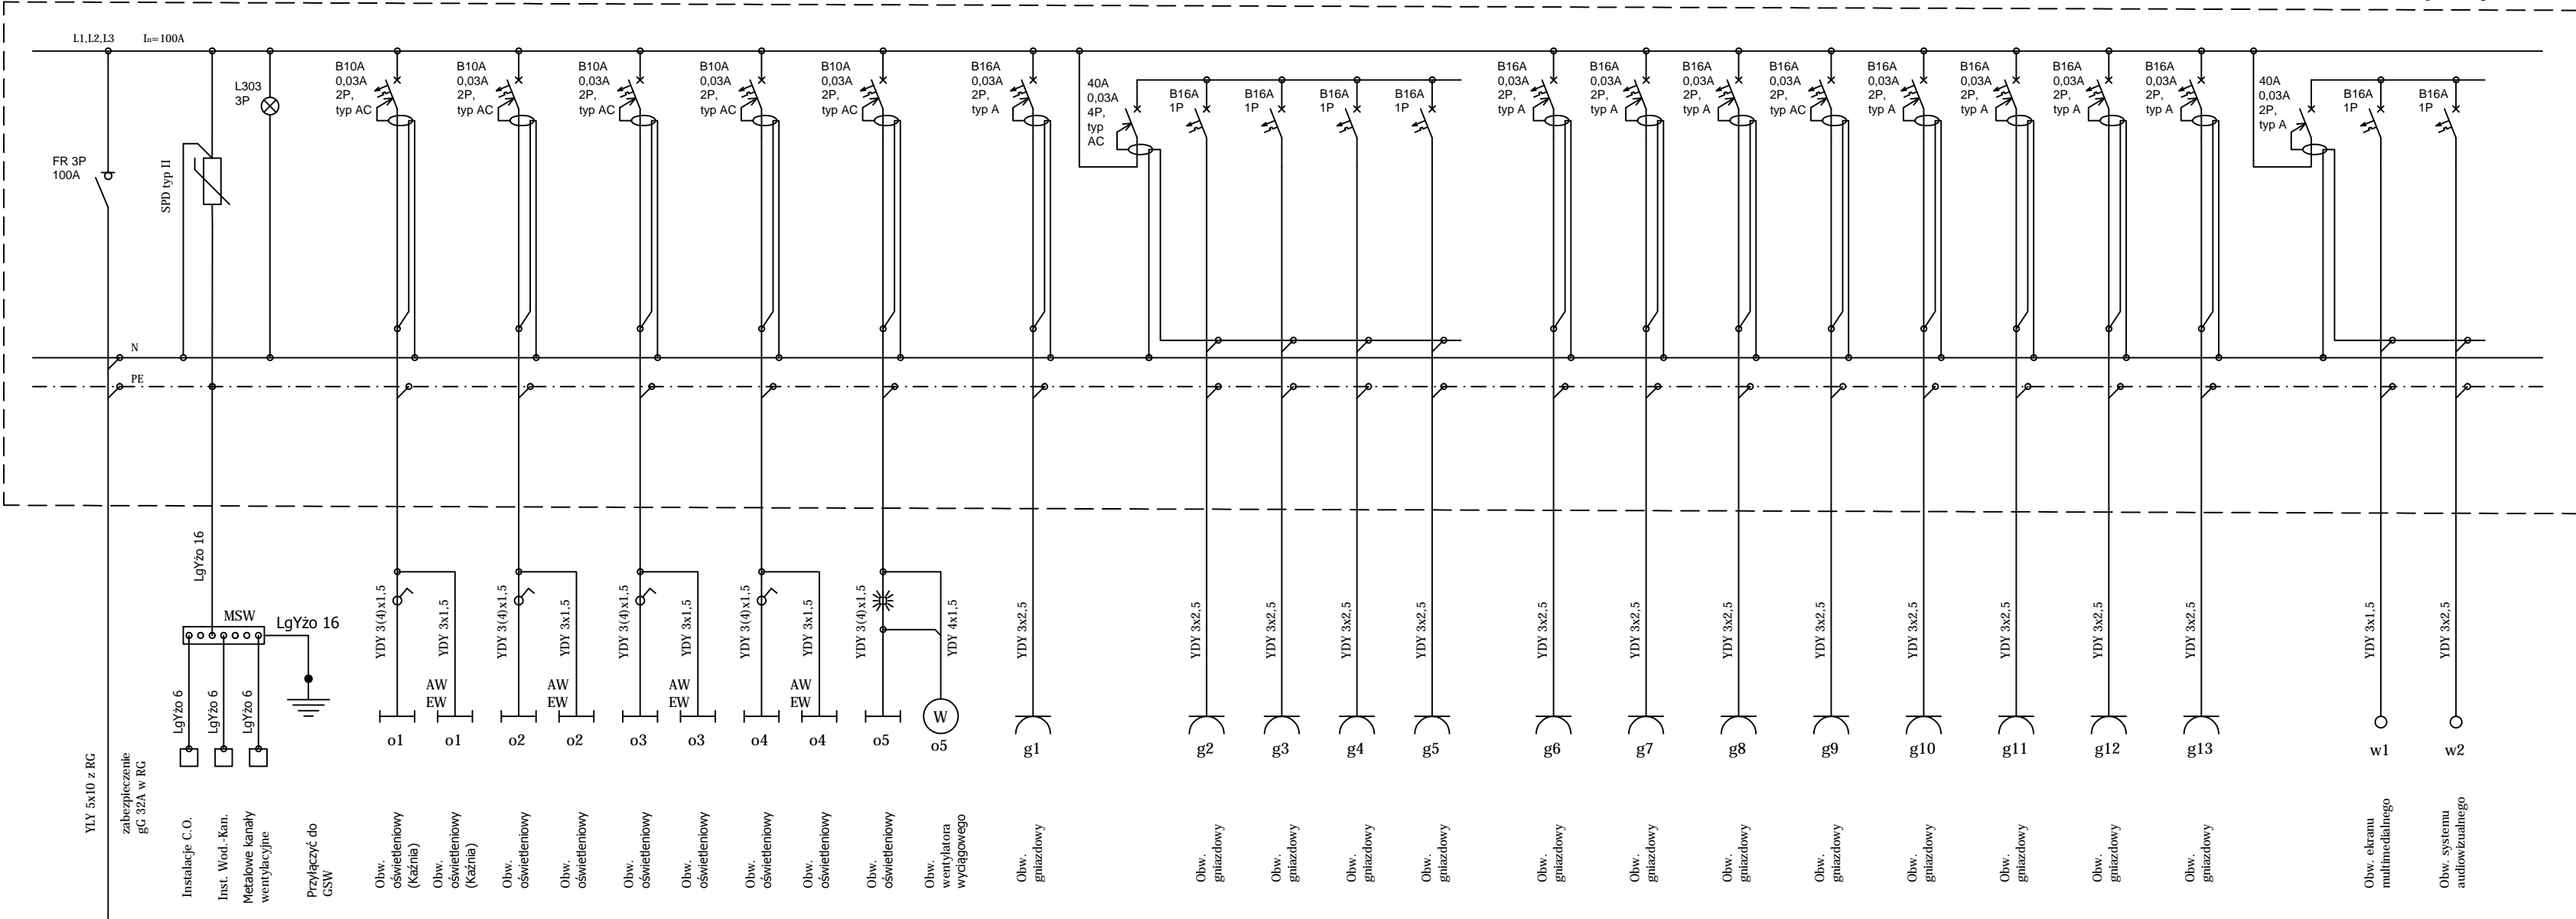 L1,L2,L3
In=100A
FR 3P
100A
SPD typ II
L303
3P
B10A
0,03A
2P,
typ AC
B10A
0,03A
2P,
typ AC
B10A
0,03A
2P,
typ AC
B10A
0,03A
2P,
typ AC
B10A
0,03A
2P,
typ AC
B16A
0,03A
2P,
typ A
40A
0,03A
4P,
typ
AC
B16A
1P
B16A
1P
B16A
1P
B16A
1P
B16A
0,03A
2P,
typ A
B16A
0,03A
2P,
typ A
B16A
0,03A
2P,
typ A
B16A
0,03A
2P,
typ AC
B16A
0,03A
2P,
typ A
B16A
0,03A
2P,
typ A
B16A
0,03A
2P,
typ A
B16A
0,03A
2P,
typ A
40A
0,03A
2P,
typ A
B16A
1P
B16A
1P
N
PE
LgYżo 16
MSW
LgYżo 16
LgYżo 6
LgYżo 6
LgYżo 6
YDY 3(4)x1,5
YDY 3x1,5
YDY 3(4)x1,5
YDY 3x1,5
YDY 3(4)x1,5
YDY 3x1,5
YDY 3(4)x1,5
YDY 3x1,5
YDY 3(4)x1,5
YDY 4x1,5
YDY 3x2,5
YDY 3x2,5
YDY 3x2,5
YDY 3x2,5
YDY 3x2,5
YDY 3x2,5
YDY 3x2,5
YDY 3x2,5
YDY 3x2,5
YDY 3x2,5
YDY 3x2,5
YDY 3x2,5
YDY 3x2,5
YDY 3x1,5
YDY 3x2,5
AW
EW
AW
EW
AW
EW
AW
EW
W
o1
o1
o2
o2
o3
o3
o4
o4
o5
o5
g1
g2
g3
g4
g5
g6
g7
g8
g9
g10
g11
g12
g13
w1
w2
YLY 5x10 z RG
zabezpieczenie
gG 32A w RG
Instalacje C.O.
Inst. Wod.-Kan.
Metalowe kanały
wentylacyjne
Przyłączyć do
GSW
Obw.
oświetleniowy
(Kaźnia)
Obw.
oświetleniowy
(Kaźnia)
Obw.
oświetleniowy
Obw.
oświetleniowy
Obw.
oświetleniowy
Obw.
oświetleniowy
Obw.
oświetleniowy
Obw.
oświetleniowy
Obw.
oświetleniowy
Obw.
wentylatora
wyciągowego
Obw.
gniazdowy
Obw.
gniazdowy
Obw.
gniazdowy
Obw.
gniazdowy
Obw.
gniazdowy
Obw.
gniazdowy
Obw.
gniazdowy
Obw.
gniazdowy
Obw.
gniazdowy
Obw.
gniazdowy
Obw.
gniazdowy
Obw.
gniazdowy
Obw.
gniazdowy
Obw. ekranu
multimedialnego
Obw. systemu
audiowizualnego